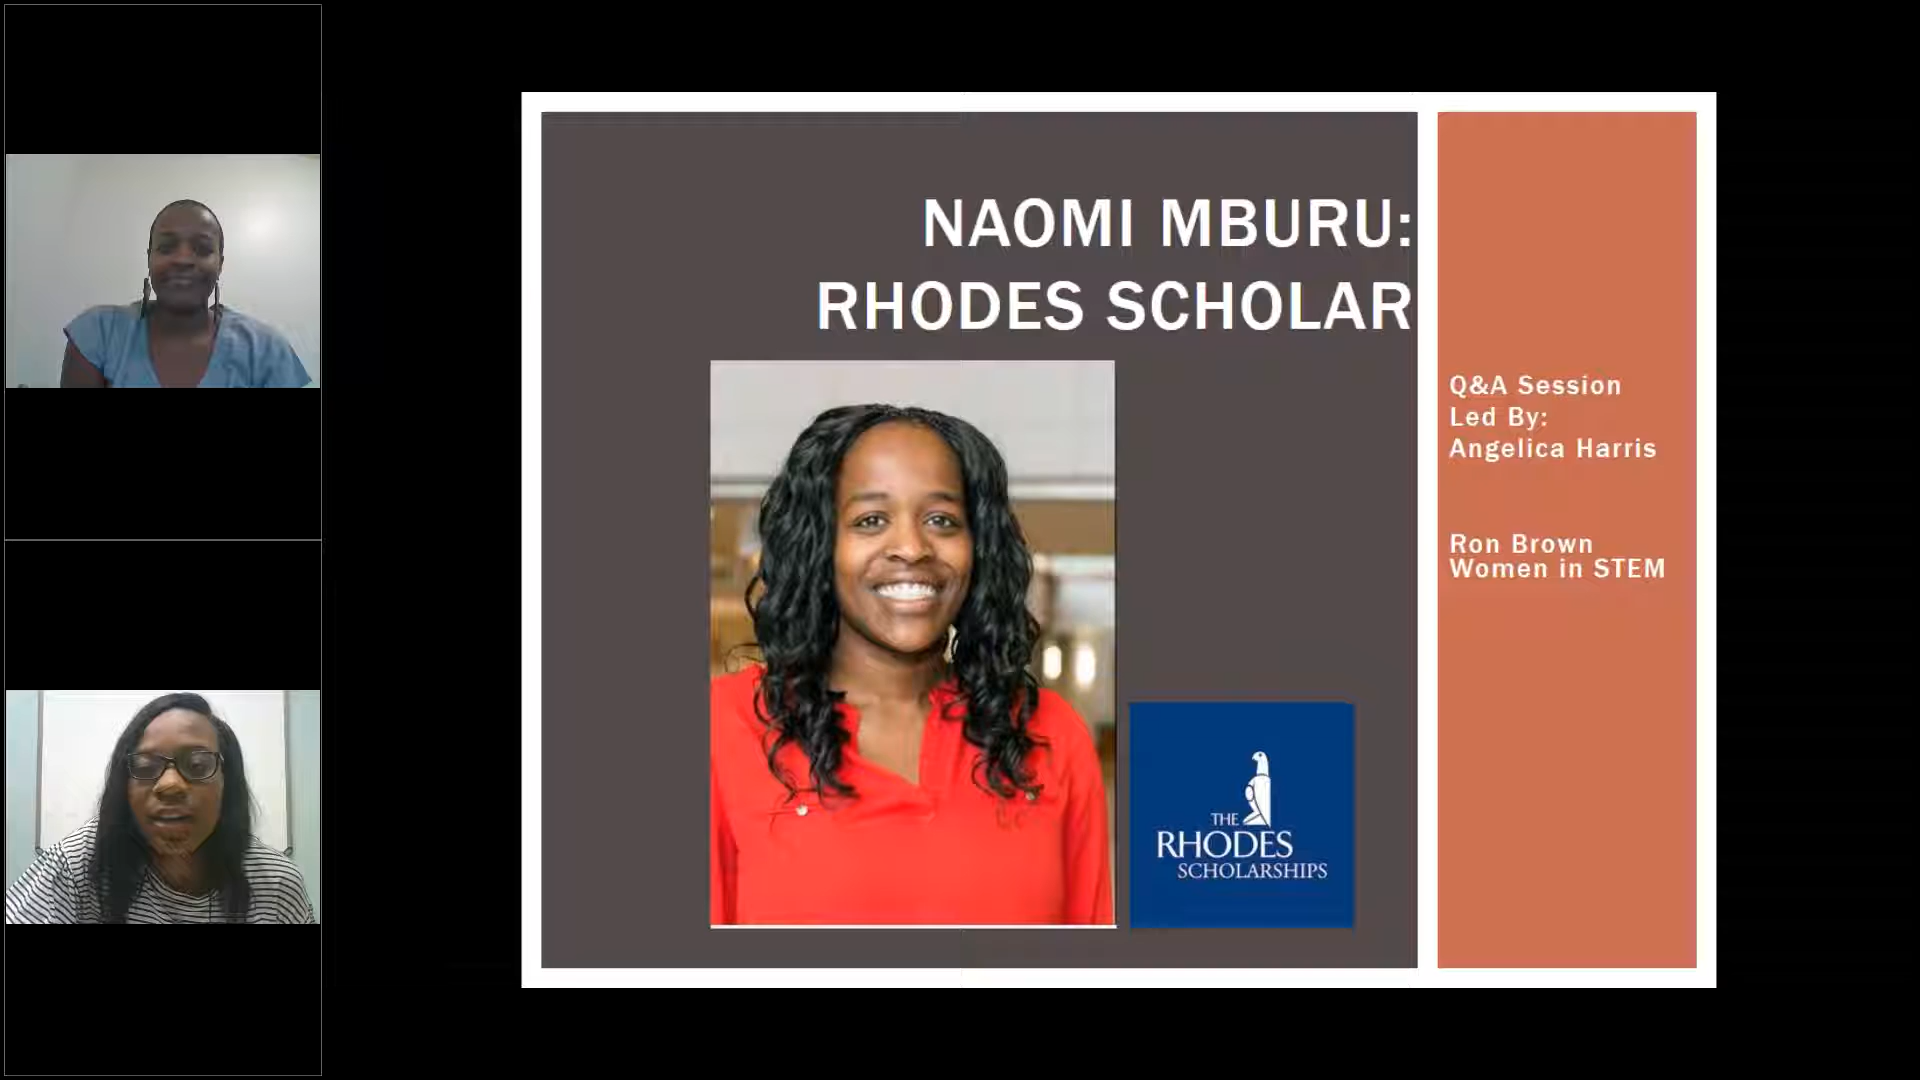 NAOMI MBURU:
RHODES SCHOLAR
Q&A Session
Led By:
Angelica Harris
Ron Brown
Women in STEM
THE
RHODES
SCHOLARSHIPS